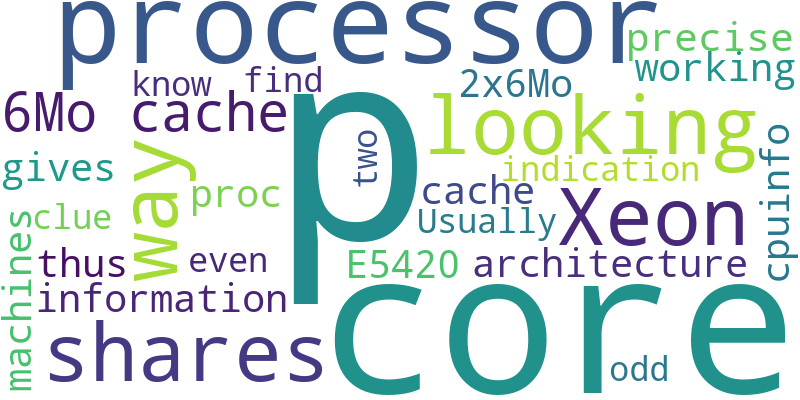 processor
precise
working
know
find
2x6Mo
6Mo
cache
p
looking
two
way
gives
proc
indication
cpuinfo
cache
Xeon
clue
Usually
machines
thus
even
E5420
architecture
information
core
shares
odd